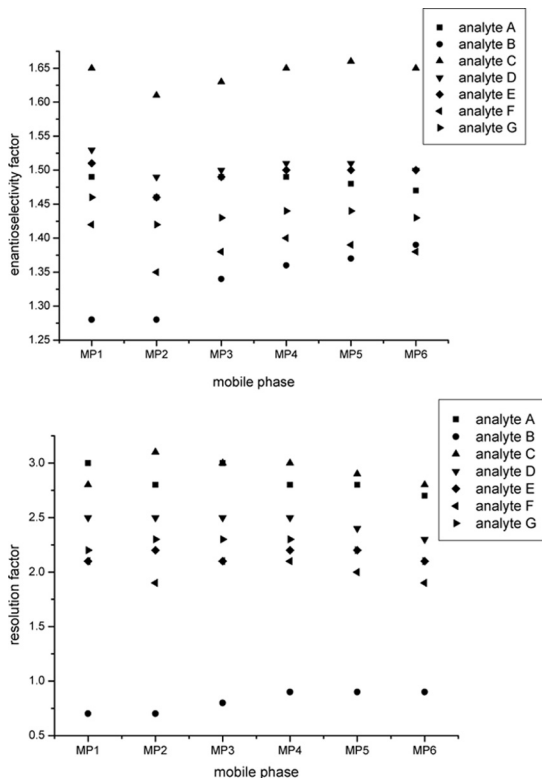 analyte A
analyte B
analyte C
analyte D
analyte E
analyte F
analyte G
1.65
1.60
1.55
1.50
1.45
1.40
1.35
1.30
1.25
enantioselectivity factor
MP1 MP2 MP3 MP4 MP5 MP6
mobile phase
analyte A
analyte B
analyte C
analyte D
analyte E
analyte F
analyte G
3.0
2.5
2.0
1.5
1.0
0.5
resolution factor
MP1 MP2 MP3 MP4 MP5 MP6
mobile phase